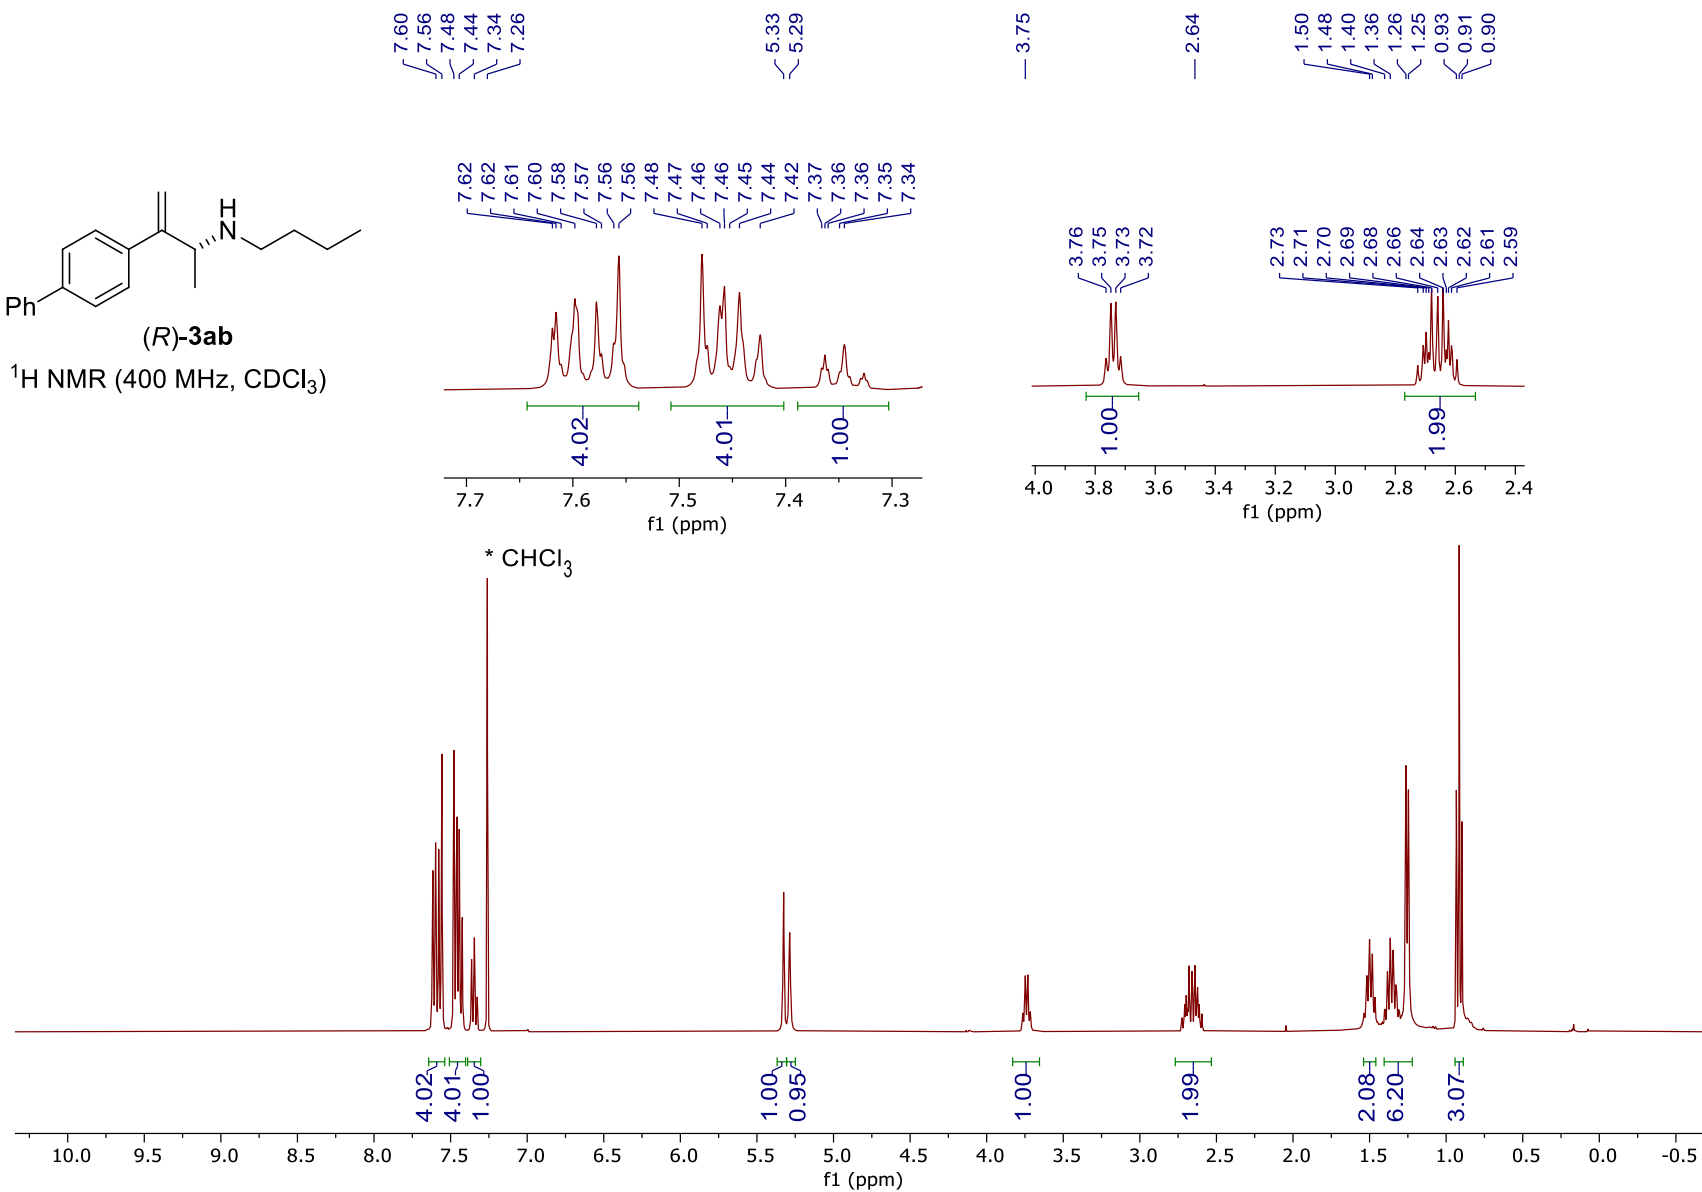 7.60 7.56 7.48 7.44 7.34 7.26 5.33 5.29 3.75 2.64 1.50 1.48 1.40 1.36 1.26 1.25 0.93 0.91 0.90
7.62 7.62 7.61 7.60 7.58 7.57 7.56 7.56 7.48 7.47 7.46 7.46 7.45 7.44 7.42 7.37 7.36 7.36 7.35 7.34
3.76 3.75 3.73 3.72 2.73 2.71 2.70 2.69 2.68 2.66 2.64 2.63 2.62 2.61 2.59
H
N
Ph
(R)-3ab
¹H NMR (400 MHz, CDCl₃)
4.02 4.01 1.00
7.7 7.6 7.5 7.4 7.3
f1 (ppm)
1.00 1.99
4.0 3.8 3.6 3.4 3.2 3.0 2.8 2.6 2.4
f1 (ppm)
* CHCl₃
4.02 4.01 1.00 1.00 0.95 1.00 1.99 2.08 6.20 3.07
10.0 9.5 9.0 8.5 8.0 7.5 7.0 6.5 6.0 5.5 5.0 4.5 4.0 3.5 3.0 2.5 2.0 1.5 1.0 0.5 0.0 -0.5
f1 (ppm)